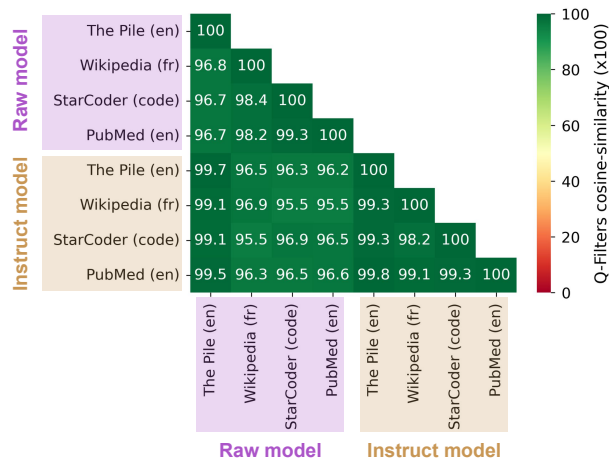 The Pile (en) 100
Wikipedia (fr) 96.8 100
StarCoder (code) 96.7 98.4 100
PubMed (en) 96.7 98.2 99.3 100
The Pile (en) 99.7 96.5 96.3 96.2 100
Wikipedia (fr) 99.1 96.9 95.5 95.5 99.3 100
StarCoder (code) 99.1 95.5 96.9 96.5 99.3 98.2 100
PubMed (en) 99.5 96.3 96.5 96.6 99.8 99.1 99.3 100
Raw model
Instruct model
The Pile (en)
Wikipedia (fr)
StarCoder (code)
PubMed (en)
The Pile (en)
Wikipedia (fr)
StarCoder (code)
PubMed (en)
Raw model
Instruct model
100
80
60
40
20
0
Q-Filters cosine-similarity (x100)